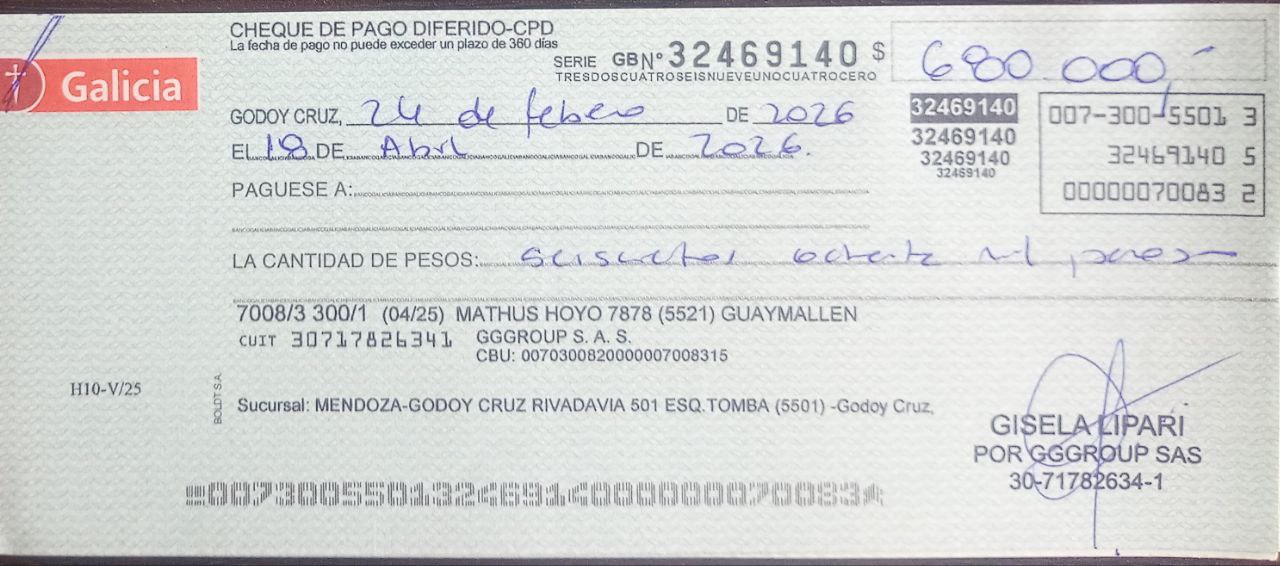 CHEQUE DE PAGO DIFERIDO-CPD
La fecha de pago no puede exceder un plazo de 360 días
SERIE GB Nº 32469140 $ 680 000,-
TRESDOSCUATROSEISNUEVEUNOCUATROCERO
Galicia
GODOY CRUZ, 24 de febero DE 2026
32469140
32469140
32469140
32469140
007-300-5501 3
32469140 5
00000070083 2
EL 18 DE Abril DE 2026.
PAGUESE A:
LA CANTIDAD DE PESOS: seiscientos ochenta mil pesos
7008/3 300/1 (04/25) MATHUS HOYO 7878 (5521) GUAYMALLEN
CUIT 30717826341 GGGROUP S. A. S.
CBU: 0070300820000007008315
H10-V/25
BOLDT S.A.
Sucursal: MENDOZA-GODOY CRUZ RIVADAVIA 501 ESQ.TOMBA (5501) -Godoy Cruz,
GISELA LIPARI
POR GGGROUP SAS
30-71782634-1